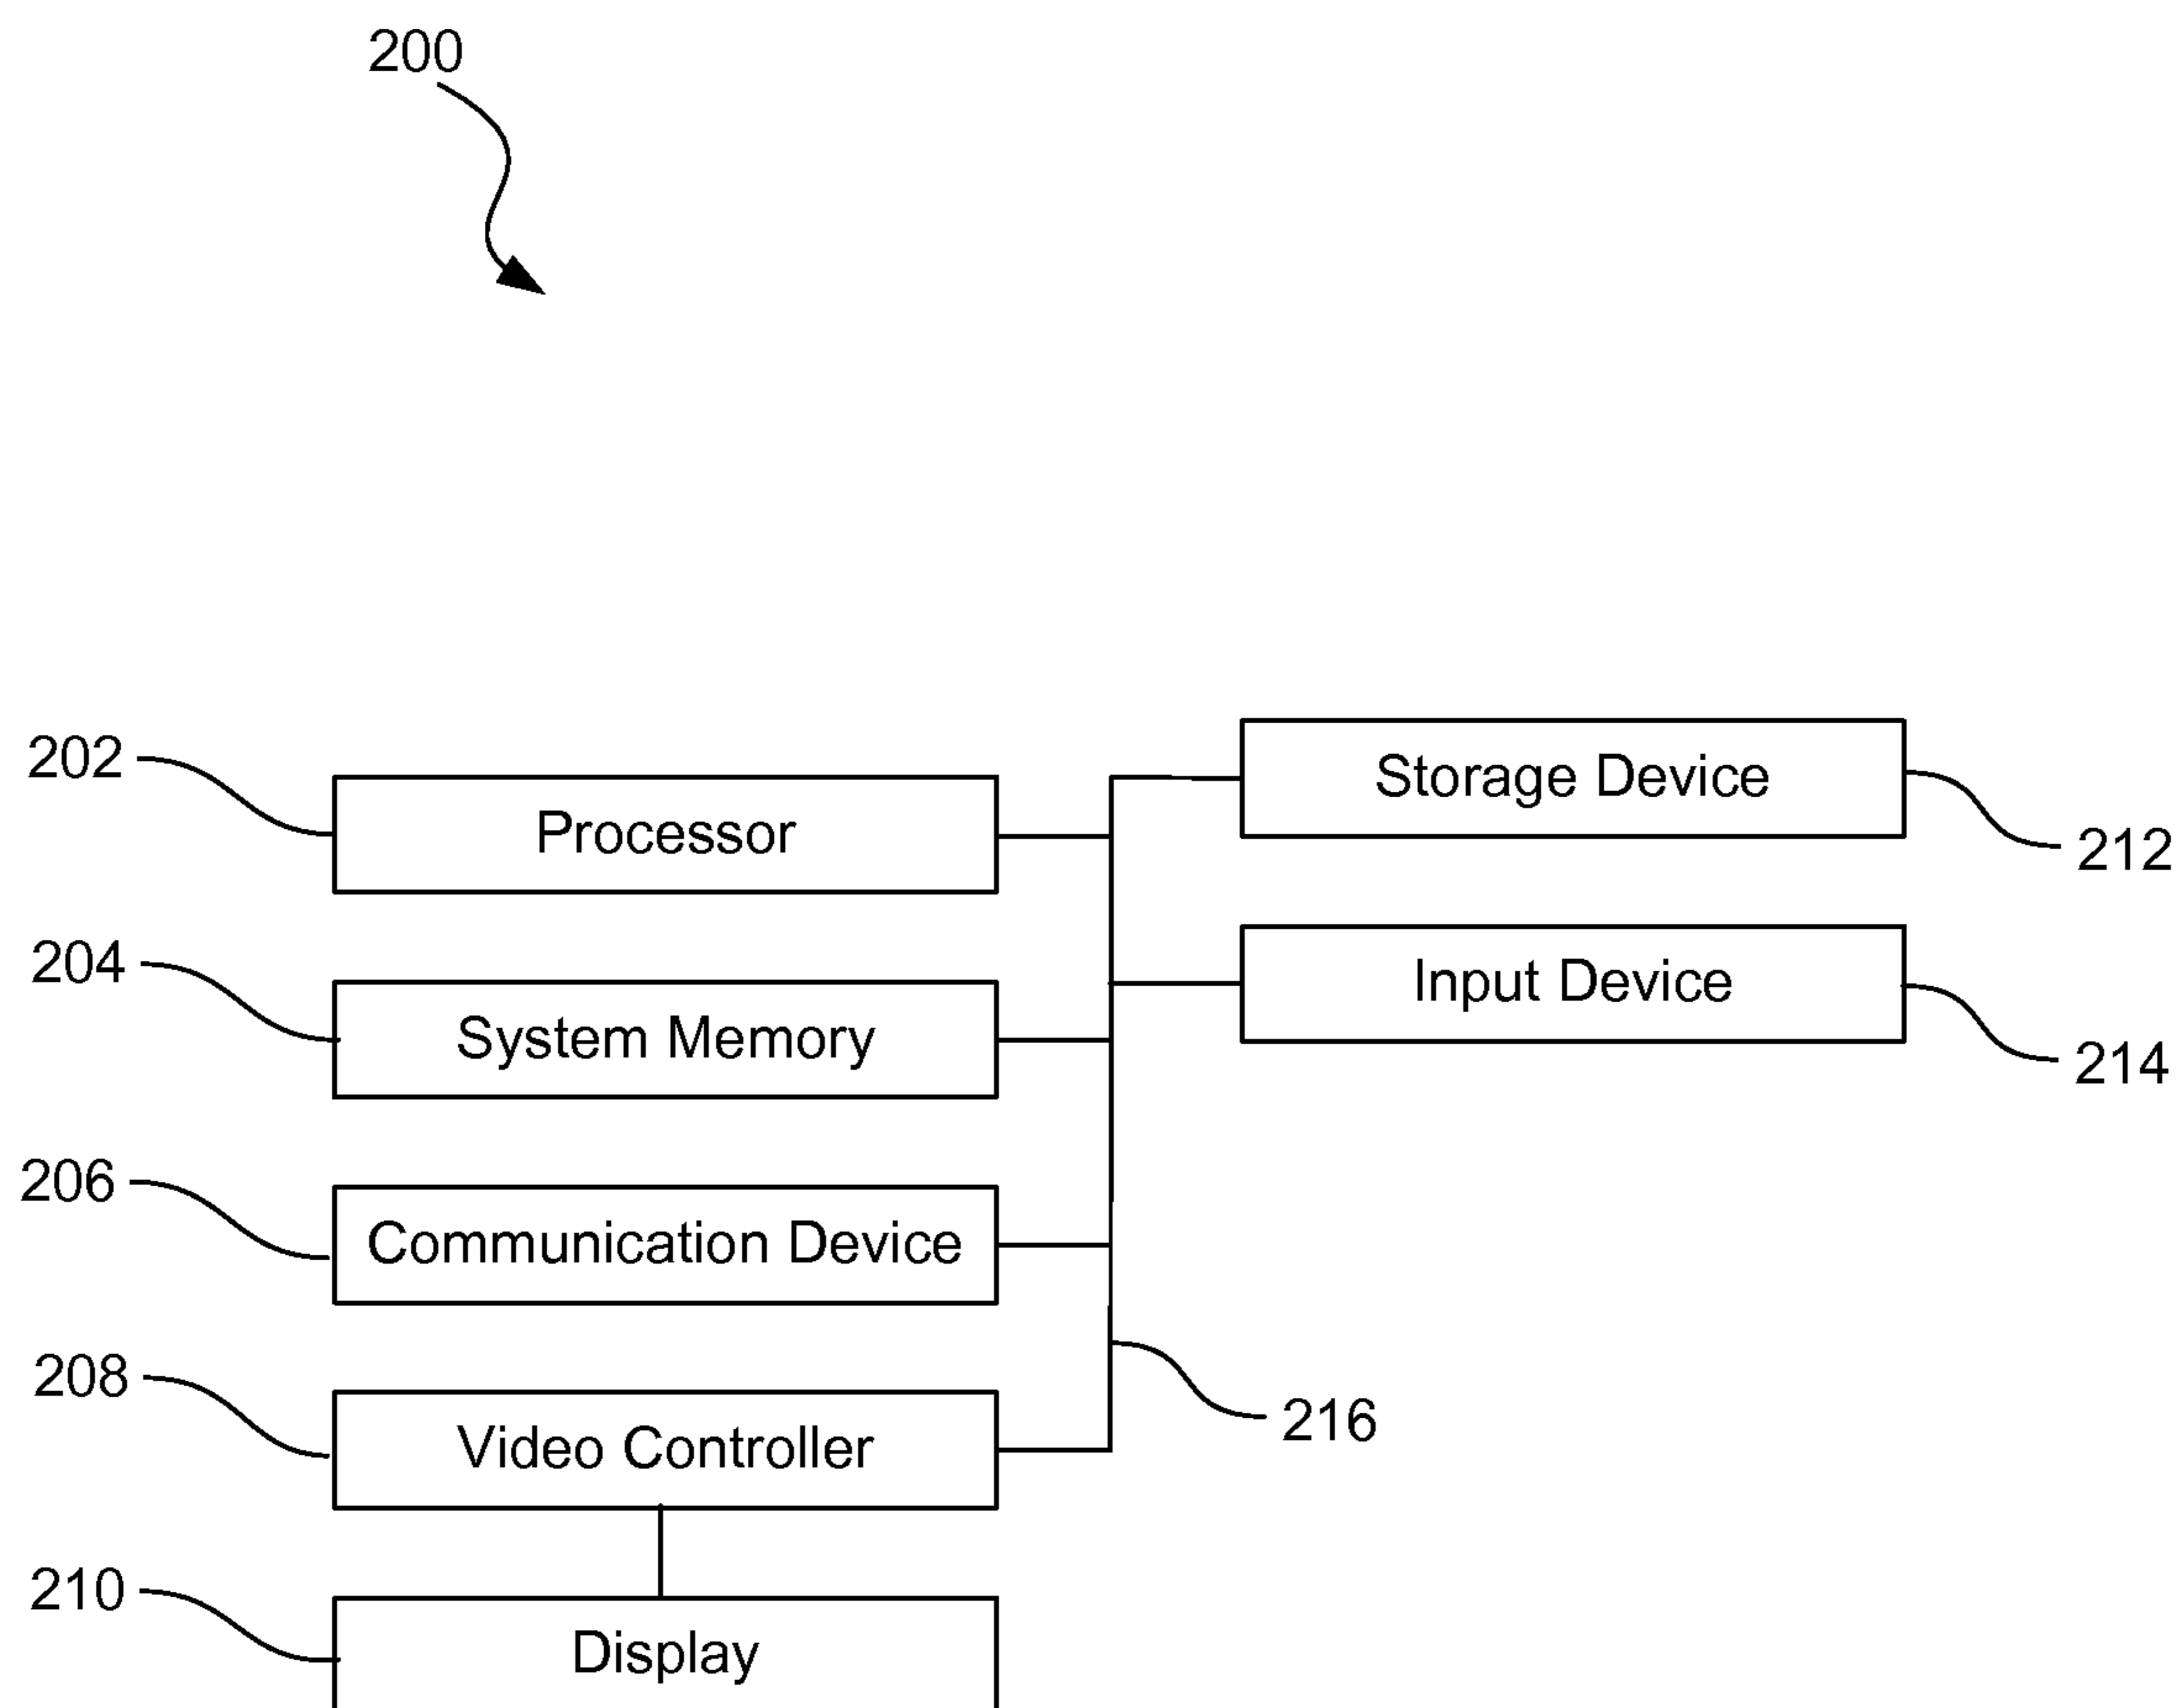 200
202
Processor
Storage Device
212
204
System Memory
Input Device
214
206
Communication Device
208
Video Controller
216
210
Display